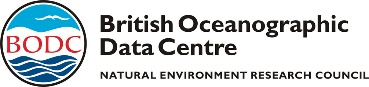 BODC
British Oceanographic
Data Centre
NATURAL ENVIRONMENT RESEARCH COUNCIL